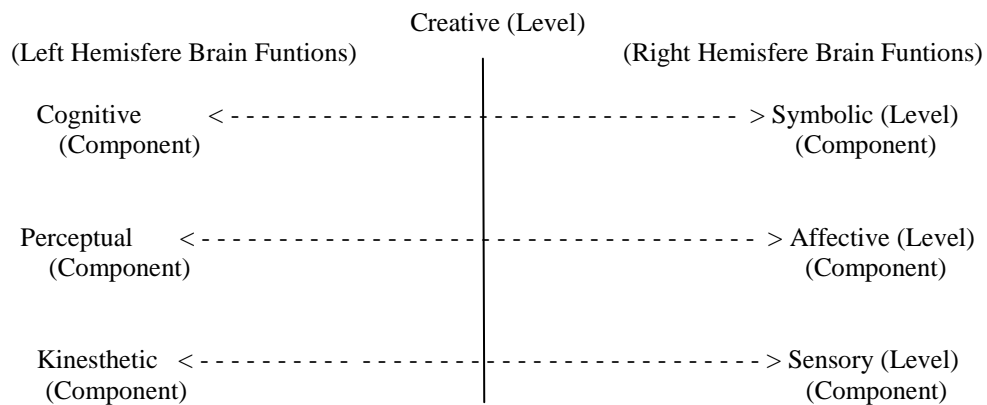 Creative (Level)
(Left Hemisfere Brain Funtions) (Right Hemisfere Brain Funtions)
Cognitive < - - - - - - - - - - - - - - - - - - - - - - - - - - - - - - - - - > Symbolic (Level)
(Component) (Component)
Perceptual < - - - - - - - - - - - - - - - - - - - - - - - - - - - - - - - - - - - > Affective (Level)
(Component) (Component)
Kinesthetic < - - - - - - - - - - - - - - - - - - - - - - - - - - - - - - - - - - - > Sensory (Level)
(Component) (Component)